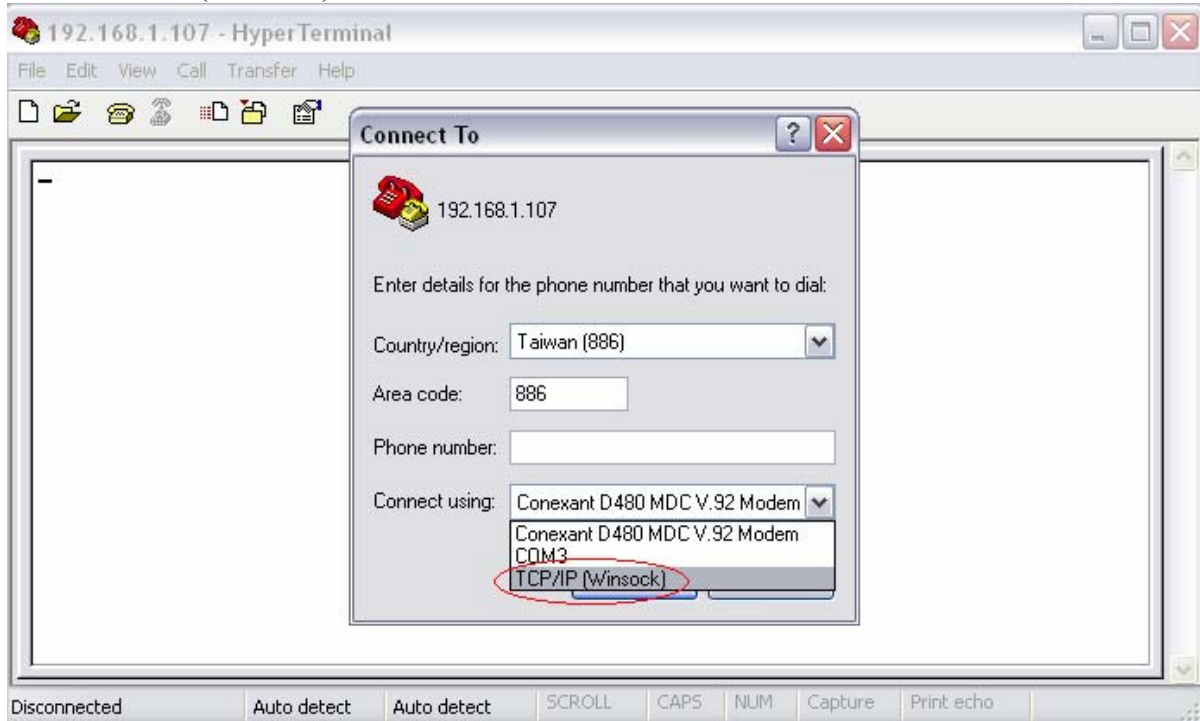 192.168.1.107 - HyperTerminal
File Edit View Call Transfer Help
Connect To
192.168.1.107
Enter details for the phone number that you want to dial:
Country/region: Taiwan (886)
Area code: 886
Phone number:
Connect using: Conexant D480 MDC V.92 Modem
Conexant D480 MDC V.92 Modem
COM3
TCP/IP (Winsock)
Disconnected Auto detect Auto detect SCROLL CAPS NUM Capture Print echo